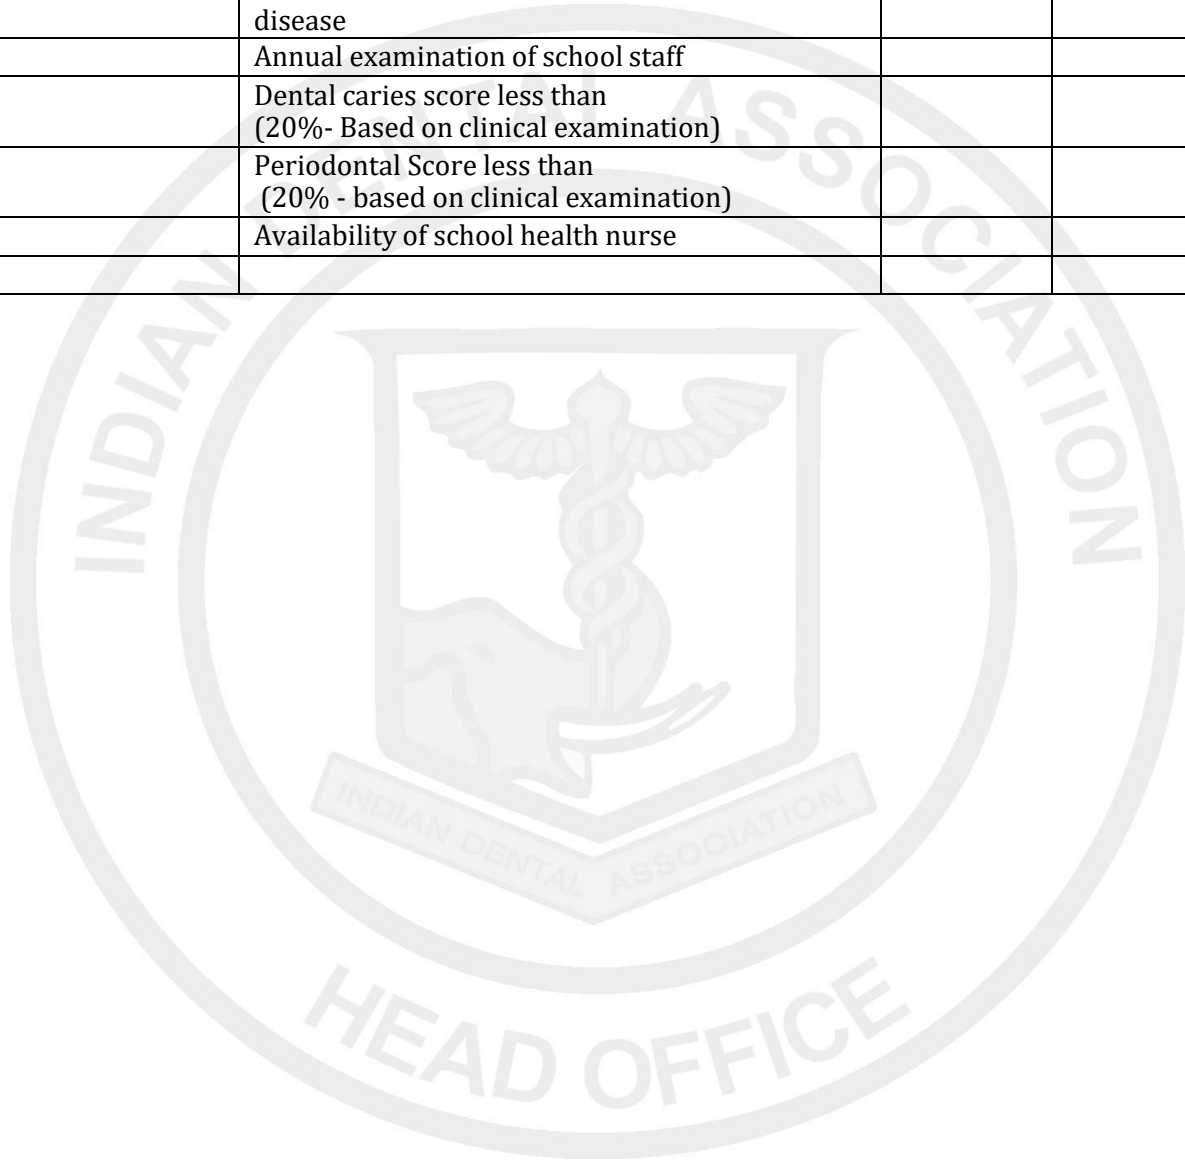 disease
Annual examination of school staff
Dental caries score less than
(20%- Based on clinical examination)
Periodontal Score less than
(20% - based on clinical examination)
Availability of school health nurse
INDIAN DENTAL ASSOCIATION
INDIAN DENTAL ASSOCIATION
HEAD OFFICE